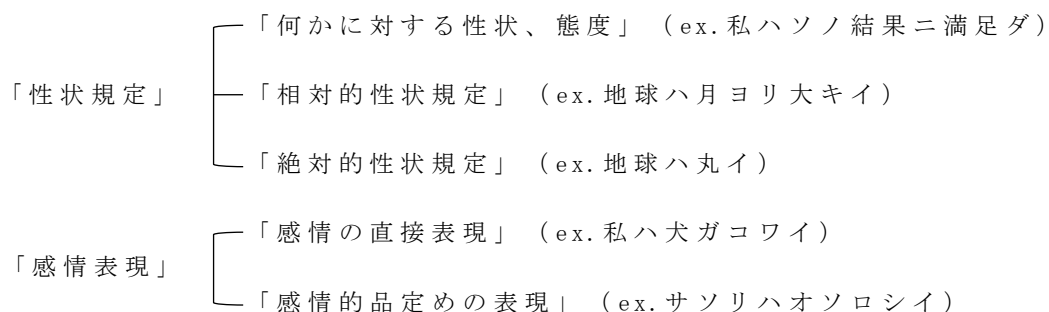 「何かに対する性状、態度」（ex.私ハソノ結果ニ満足ダ）
「性状規定」
「相対的性状規定」（ex.地球ハ月ヨリ大キイ）
「絶対的性状規定」（ex.地球ハ丸イ）
「感情の直接表現」（ex.私ハ犬ガコワイ）
「感情表現」
「感情的品定めの表現」（ex.サソリハオソロシイ）